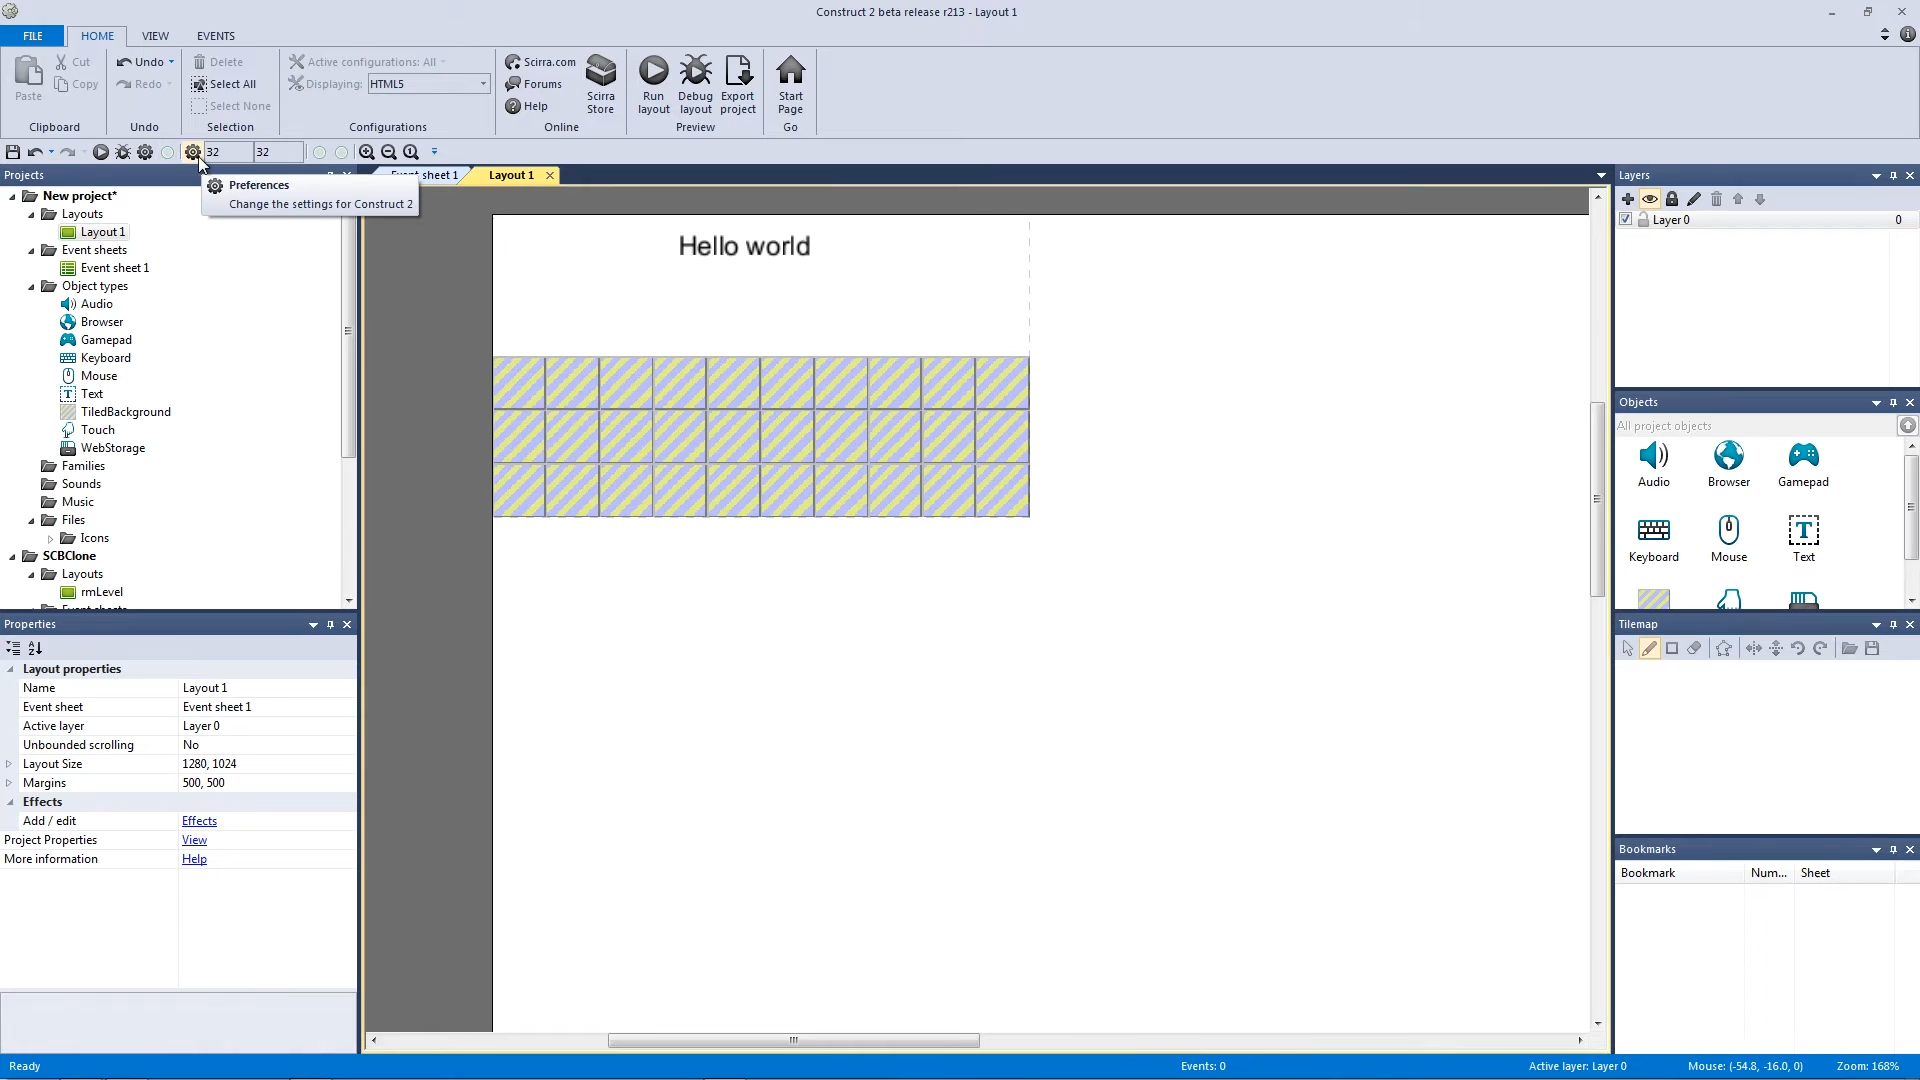 Construct 2 beta release r213 - Layout 1
FILE HOME VIEW EVENTS
Paste Cut Copy Clipboard
Undo Redo Undo
Delete Select All Select None Selection
Active configurations: All
Displaying: HTML5
Configurations
Scirra.com Forums Help
Scirra Store
Online
Run layout
Debug layout
Export project
Preview
Start Page
Go
32 32
Projects
Preferences
Change the settings for Construct 2
Event sheet 1 Layout 1
New project*
Layouts
Layout 1
Event sheets
Event sheet 1
Object types
Audio
Browser
Gamepad
Keyboard
Mouse
Text
TiledBackground
Touch
WebStorage
Families
Sounds
Music
Files
Icons
SCBClone
Layouts
rmLevel
Event sheets
Hello world
Properties
Layout properties
Name Layout 1
Event sheet Event sheet 1
Active layer Layer 0
Unbounded scrolling No
Layout Size 1280, 1024
Margins 500, 500
Effects
Add / edit Effects
Project Properties View
More information Help
Layers
Layer 0 0
Objects
All project objects
Audio Browser Gamepad
Keyboard Mouse Text
Tilemap
Bookmarks
Bookmark Num... Sheet
Ready Events: 0 Active layer: Layer 0 Mouse: (-54.8, -16.0, 0) Zoom: 168%